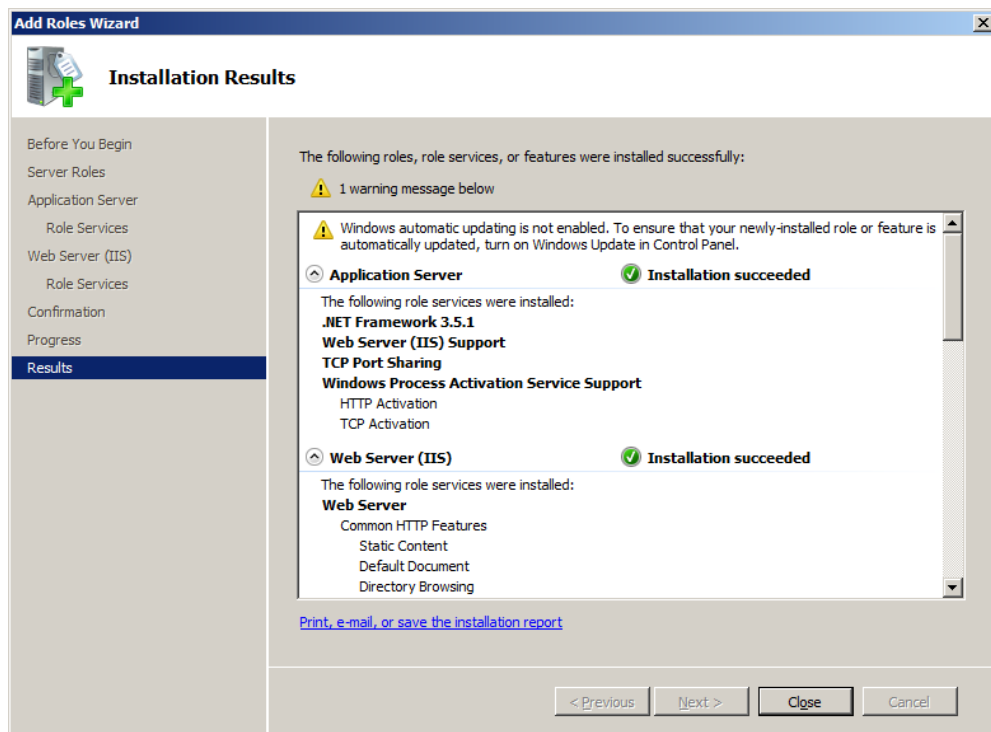 Add Roles Wizard
Installation Results
Before You Begin
Server Roles
Application Server
Role Services
Web Server (IIS)
Role Services
Confirmation
Progress
Results
The following roles, role services, or features were installed successfully:
1 warning message below
Windows automatic updating is not enabled. To ensure that your newly-installed role or feature is
automatically updated, turn on Windows Update in Control Panel.
Application Server Installation succeeded
The following role services were installed:
.NET Framework 3.5.1
Web Server (IIS) Support
TCP Port Sharing
Windows Process Activation Service Support
HTTP Activation
TCP Activation
Web Server (IIS) Installation succeeded
The following role services were installed:
Web Server
Common HTTP Features
Static Content
Default Document
Directory Browsing
Print, e-mail, or save the installation report
< Previous Next > Close Cancel